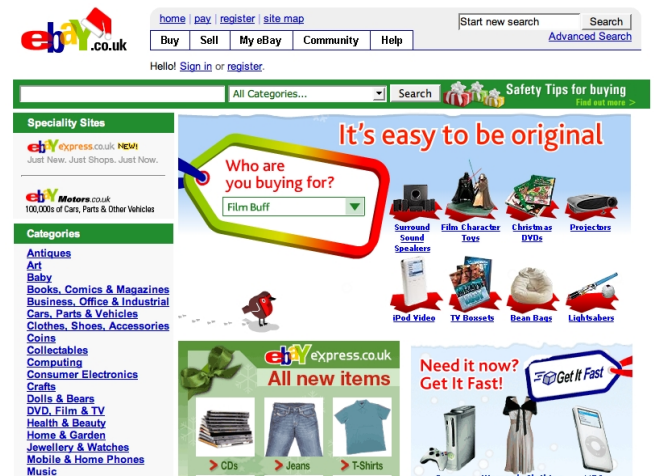 home | pay | register | site map
Start new search Search
Advanced Search
ebaY.co.uk
Buy Sell My eBay Community Help
Hello! Sign in or register.
All Categories... Search
Safety Tips for buying
Find out more >
Speciality Sites
ebaY express.co.uk NEW!
Just New. Just Shops. Just Now.
ebaY Motors.co.uk
100,000s of Cars, Parts & Other Vehicles
Categories
Antiques
Art
Baby
Books, Comics & Magazines
Business, Office & Industrial
Cars, Parts & Vehicles
Clothes, Shoes, Accessories
Coins
Collectables
Computing
Consumer Electronics
Crafts
Dolls & Bears
DVD, Film & TV
Health & Beauty
Home & Garden
Jewellery & Watches
Mobile & Home Phones
Music
It's easy to be original
Who are
you buying for?
Film Buff
Surround
Sound
Speakers
Film Character
Toys
Christmas
DVDs
Projectors
iPod Video
TV Boxsets
Bean Bags
Lightsabers
ebaY express.co.uk
All new items
> CDs
> Jeans
> T-Shirts
Need it now?
Get It Fast!
Get It Fast